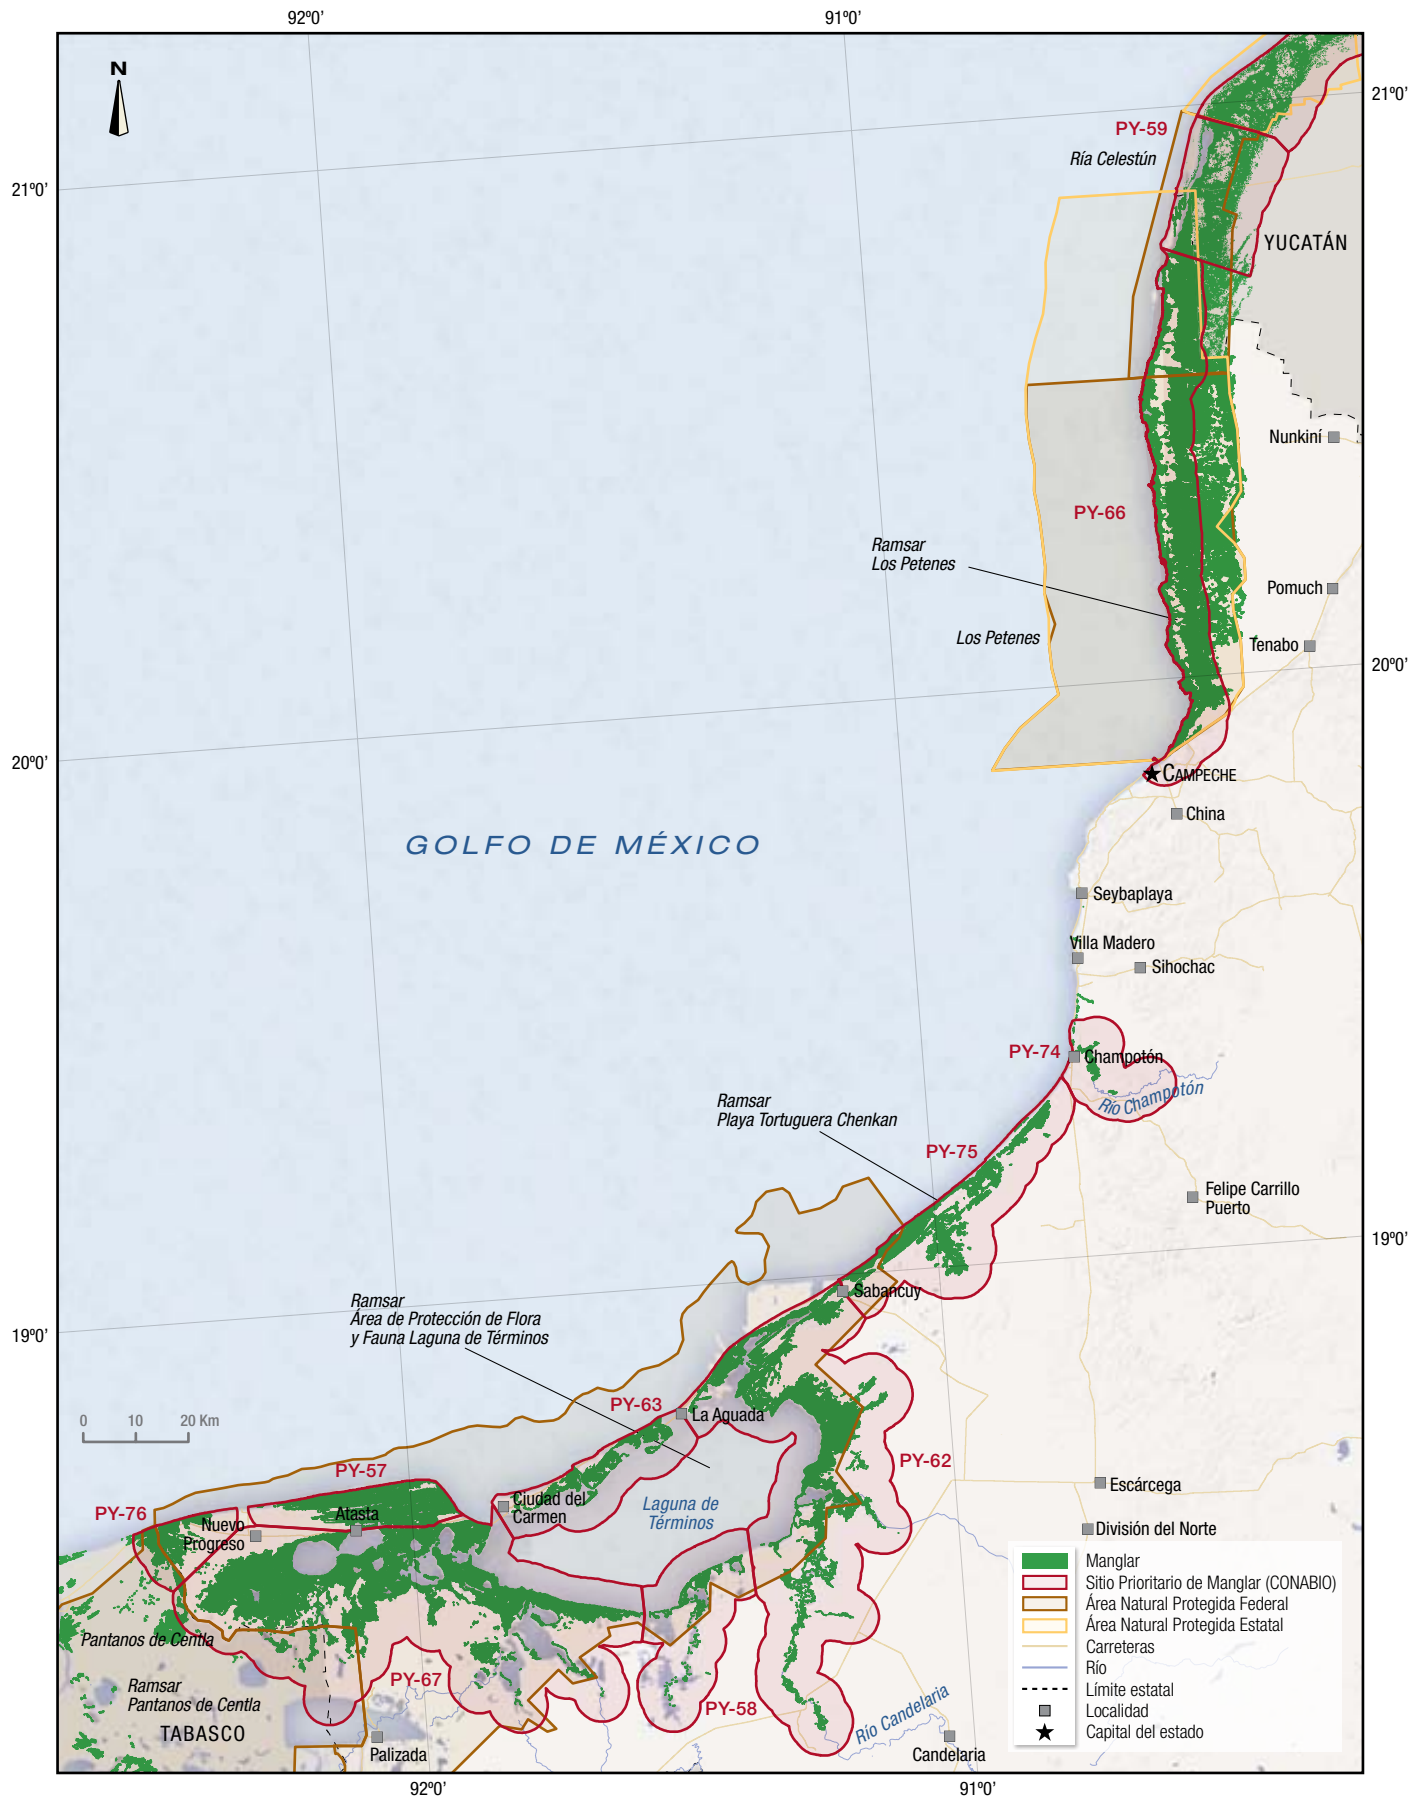 92º0'
91º0'
N
21º0'
PY-59
Ría Celestún
21º0'
YUCATÁN
Nunkiní
PY-66
Ramsar
Los Petenes
Pomuch
Los Petenes
Tenabo
20º0'
20º0'
CAMPECHE
China
GOLFO DE MÉXICO
Seybaplaya
Villa Madero
Sihochac
PY-74
Champotón
Río Champotón
Ramsar
Playa Tortuguera Chenkan
PY-75
Felipe Carrillo
Puerto
19º0'
Sabancuy
Ramsar
Área de Protección de Flora
y Fauna Laguna de Términos
19º0'
PY-63
La Aguada
0 10 20 Km
PY-62
PY-57
Escárcega
PY-76
Ciudad del
Carmen
Atasta
Laguna de
Términos
Nuevo
Progreso
División del Norte
Manglar
Sitio Prioritario de Manglar (CONABIO)
Área Natural Protegida Federal
Área Natural Protegida Estatal
Carreteras
Río
Límite estatal
Localidad
Capital del estado
Pantanos de Centla
PY-67
Ramsar
Pantanos de Centla
PY-58
TABASCO
Río Candelaria
Palizada
Candelaria
92º0'
91º0'